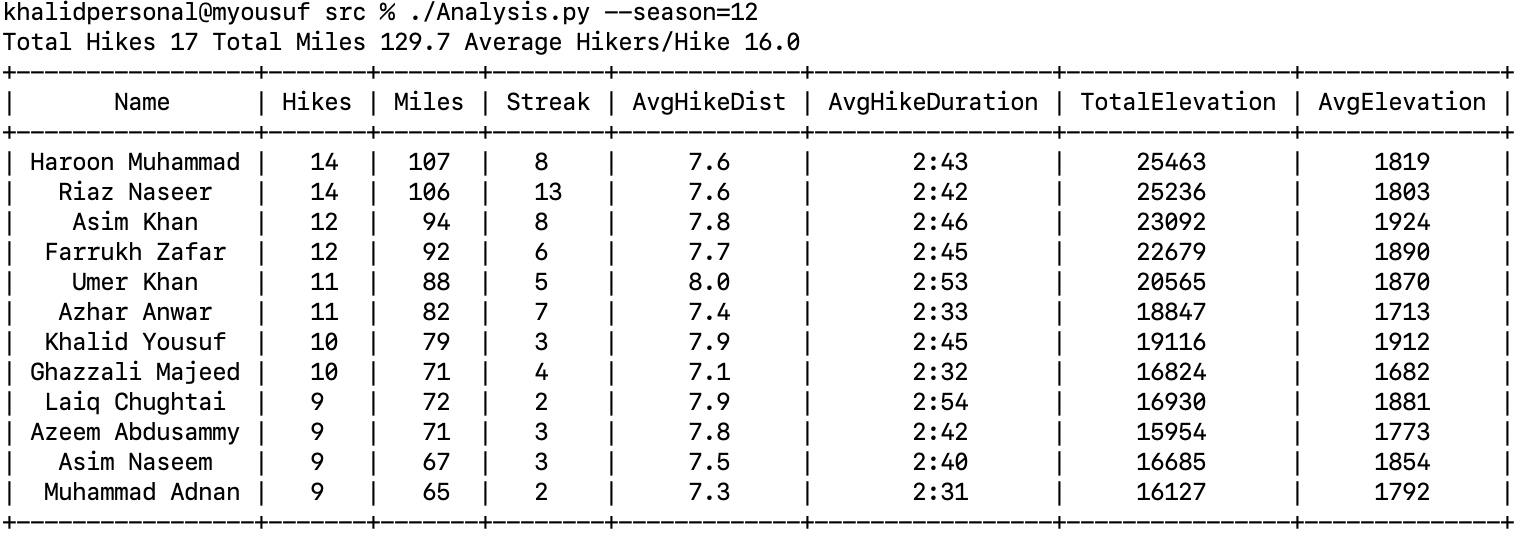 khalidpersonal@myousuf src % ./Analysis.py --season=12
Total Hikes 17 Total Miles 129.7 Average Hikers/Hike 16.0
+-----------------+-------+-------+--------+-------------+-----------------+----------------+--------------+
| Name | Hikes | Miles | Streak | AvgHikeDist | AvgHikeDuration | TotalElevation | AvgElevation |
+-----------------+-------+-------+--------+-------------+-----------------+----------------+--------------+
| Haroon Muhammad | 14 | 107 | 8 | 7.6 | 2:43 | 25463 | 1819 |
| Riaz Naseer | 14 | 106 | 13 | 7.6 | 2:42 | 25236 | 1803 |
| Asim Khan | 12 | 94 | 8 | 7.8 | 2:46 | 23092 | 1924 |
| Farrukh Zafar | 12 | 92 | 6 | 7.7 | 2:45 | 22679 | 1890 |
| Umer Khan | 11 | 88 | 5 | 8.0 | 2:53 | 20565 | 1870 |
| Azhar Anwar | 11 | 82 | 7 | 7.4 | 2:33 | 18847 | 1713 |
| Khalid Yousuf | 10 | 79 | 3 | 7.9 | 2:45 | 19116 | 1912 |
| Ghazzali Majeed | 10 | 71 | 4 | 7.1 | 2:32 | 16824 | 1682 |
| Laiq Chughtai | 9 | 72 | 2 | 7.9 | 2:54 | 16930 | 1881 |
| Azeem Abdusammy | 9 | 71 | 3 | 7.8 | 2:42 | 15954 | 1773 |
| Asim Naseem | 9 | 67 | 3 | 7.5 | 2:40 | 16685 | 1854 |
| Muhammad Adnan | 9 | 65 | 2 | 7.3 | 2:31 | 16127 | 1792 |
+-----------------+-------+-------+--------+-------------+-----------------+----------------+--------------+